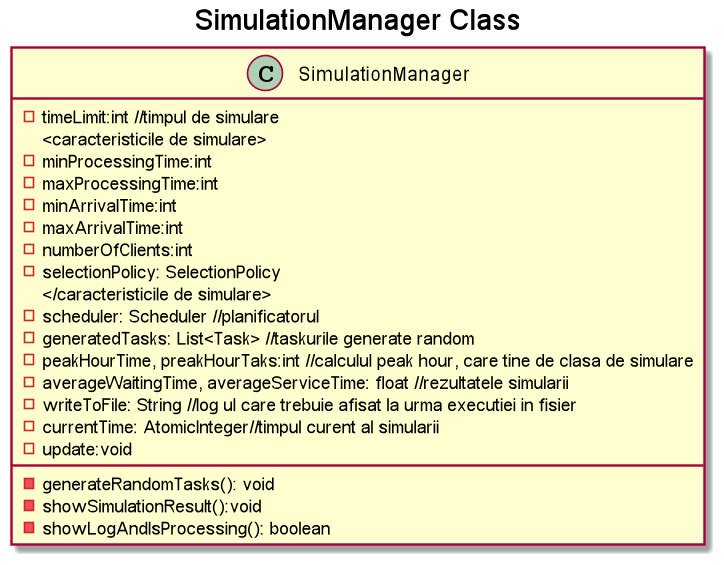 SimulationManager Class
C SimulationManager
timeLimit:int //timpul de simulare
<caracteristicile de simulare>
minProcessingTime:int
maxProcessingTime:int
minArrivalTime:int
maxArrivalTime:int
numberOfClients:int
selectionPolicy: SelectionPolicy
</caracteristicile de simulare>
scheduler: Scheduler //planificatorul
generatedTasks: List<Task> //taskurile generate random
peakHourTime, preakHourTaks:int //calculul peak hour, care tine de clasa de simulare
averageWaitingTime, averageServiceTime: float //rezultatele simularii
writeToFile: String //log ul care trebuie afisat la urma executiei in fisier
currentTime: AtomicInteger//timpul curent al simularii
update:void
generateRandomTasks(): void
showSimulationResult():void
showLogAndIsProcessing(): boolean